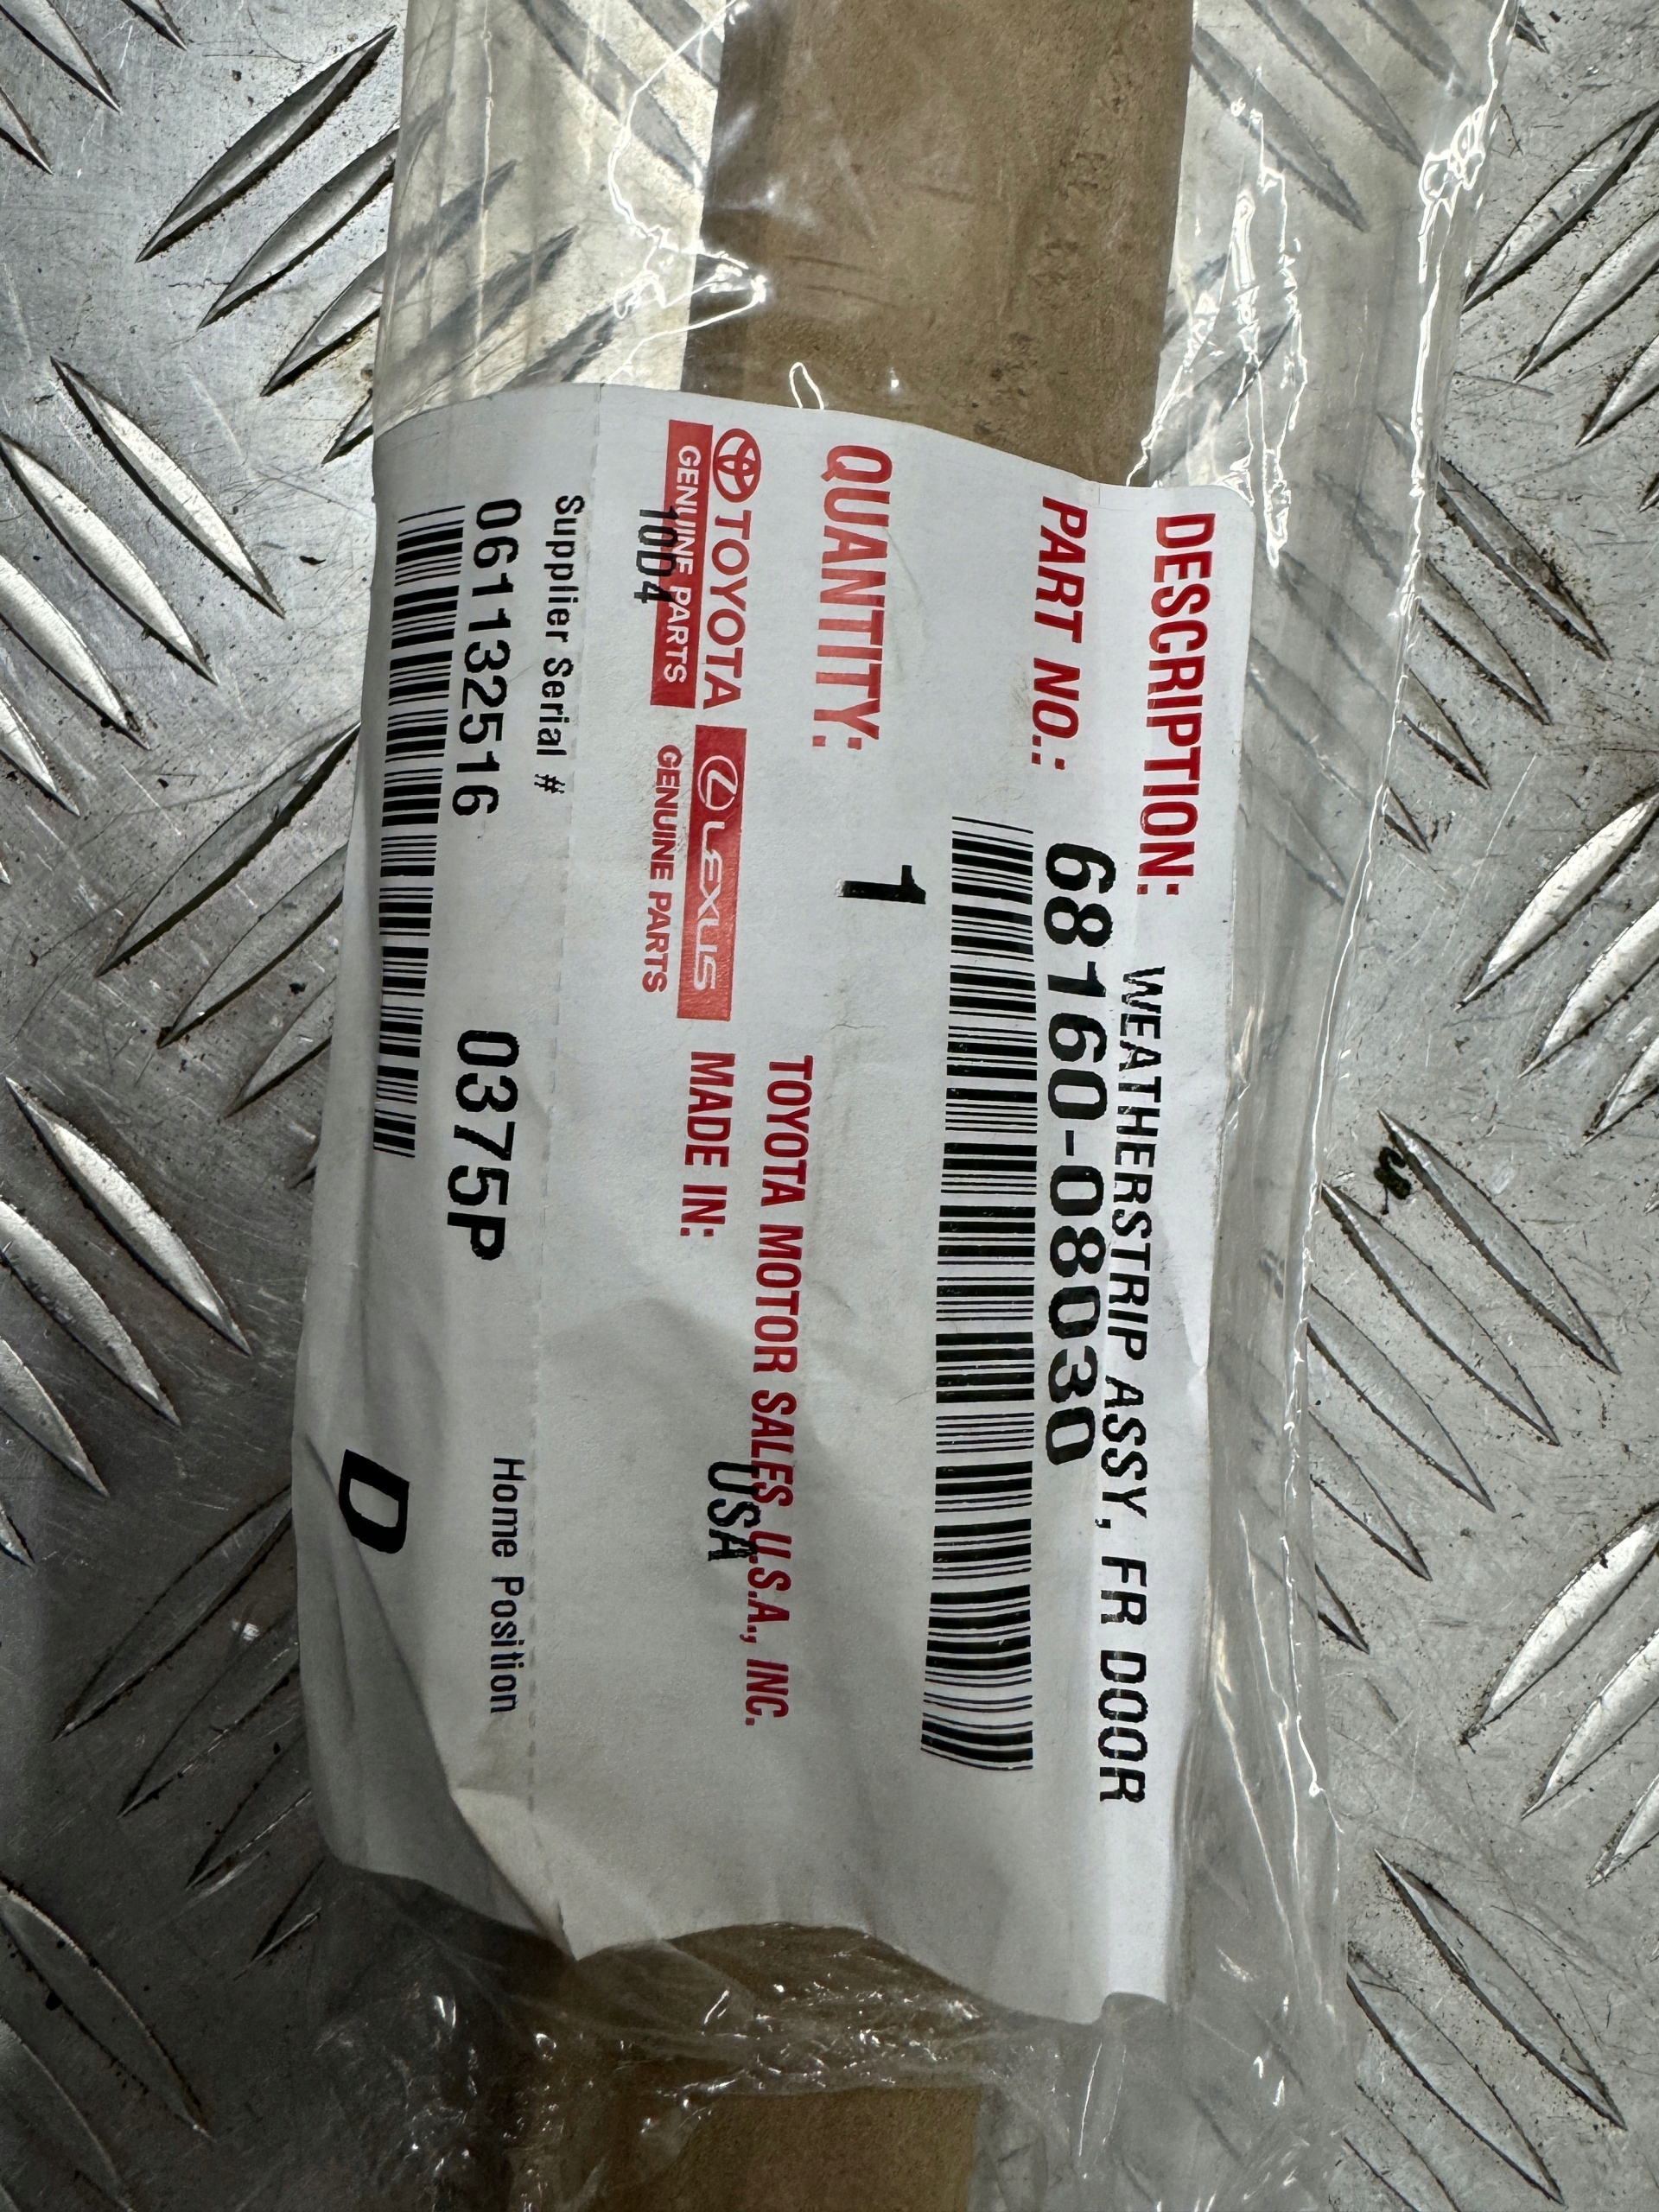 DESCRIPTION:
WEATHERSTRIP ASSY, FR DOOR
PART NO.: 68160-08030
QUANTITY: 1
TOYOTA MOTOR SALES U.S.A., INC.
TOYOTA LEXUS MADE IN: USA
GENUINE PARTS GENUINE PARTS
10D4
Supplier Serial # Home Position
061132516 0375P
D